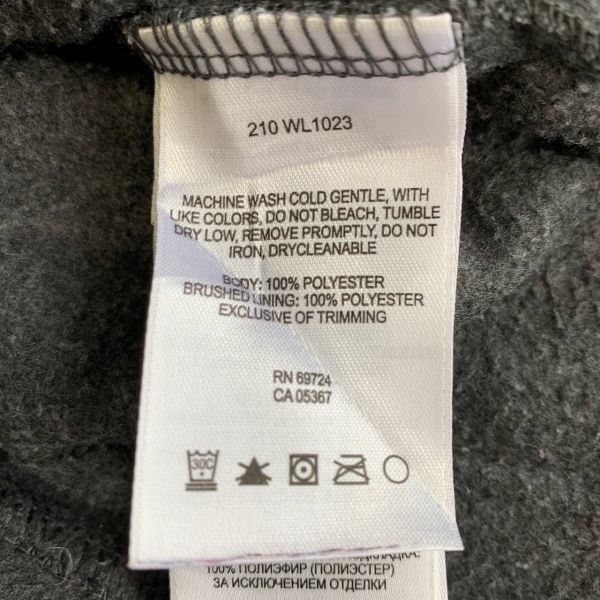 210 WL1023
MACHINE WASH COLD GENTLE, WITH
LIKE COLORS, DO NOT BLEACH, TUMBLE
DRY LOW, REMOVE PROMPTLY, DO NOT
IRON, DRYCLEANABLE
BODY: 100% POLYESTER
BRUSHED LINING: 100% POLYESTER
EXCLUSIVE OF TRIMMING
RN 69724
CA 05367
30C
ПОДКЛАДКА:
100% ПОЛИЭФИР (ПОЛИЭСТЕР)
ЗА ИСКЛЮЧЕНИЕМ ОТДЕЛКИ